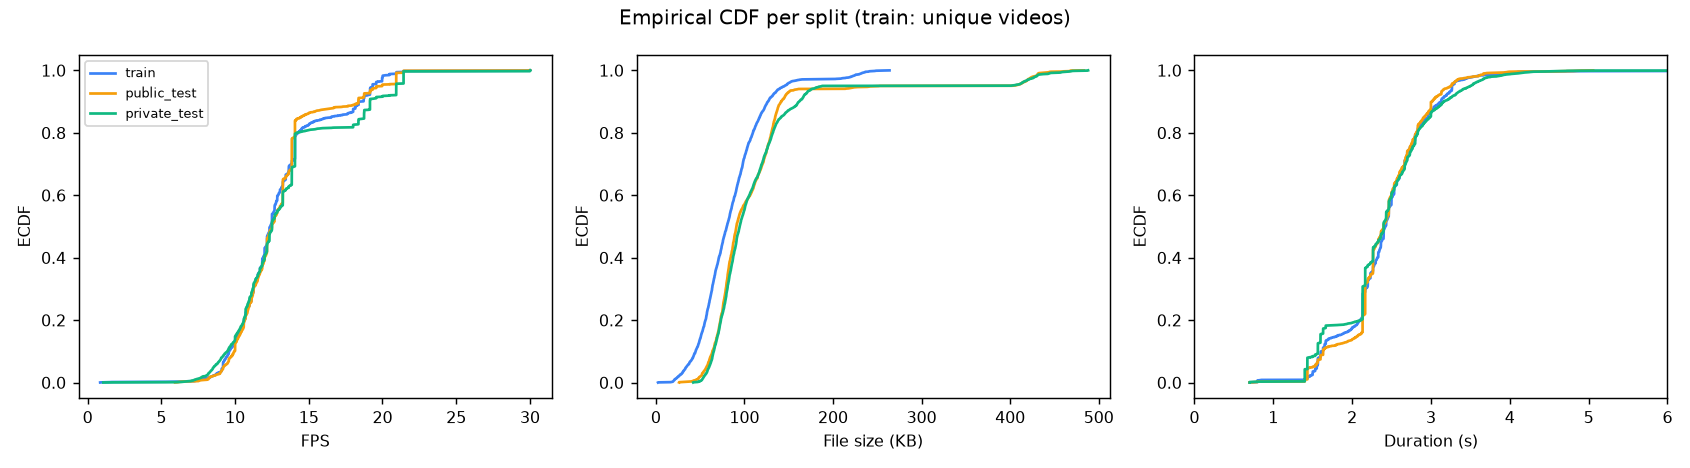 Empirical CDF per split (train: unique videos)
train
public_test
private_test
ECDF
1.0
0.8
0.6
0.4
0.2
0.0
0 5 10 15 20 25 30
FPS
ECDF
1.0
0.8
0.6
0.4
0.2
0.0
0 100 200 300 400 500
File size (KB)
ECDF
1.0
0.8
0.6
0.4
0.2
0.0
0 1 2 3 4 5 6
Duration (s)